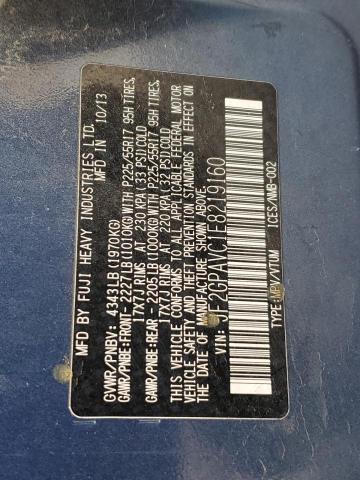 MFD BY FUJI HEAVY INDUSTRIES LTD. MFD IN 10/13
GVWR/PNBV: 4343LB (1970KG)
GAWR/PNBE:FRONT- 2227LB (1010KG) WITH P225/55R17 95H TIRES,
17X7J RIMS AT 230 KPA (33 PSI) COLD
GAWR/PNBE:REAR - 2205LB (1000KG) WITH P225/55R17 95H TIRES,
17X7J RIMS AT 220 KPA (32 PSI) COLD
THIS VEHICLE CONFORMS TO ALL APPLICABLE FEDERAL MOTOR
VEHICLE SAFETY AND THEFT PREVENTION STANDARDS IN EFFECT ON
THE DATE OF MANUFACTURE SHOWN ABOVE.
ICES/NMB-002
VIN: JF2GPAVC1E8219160
TYPE:MPV/VTUM